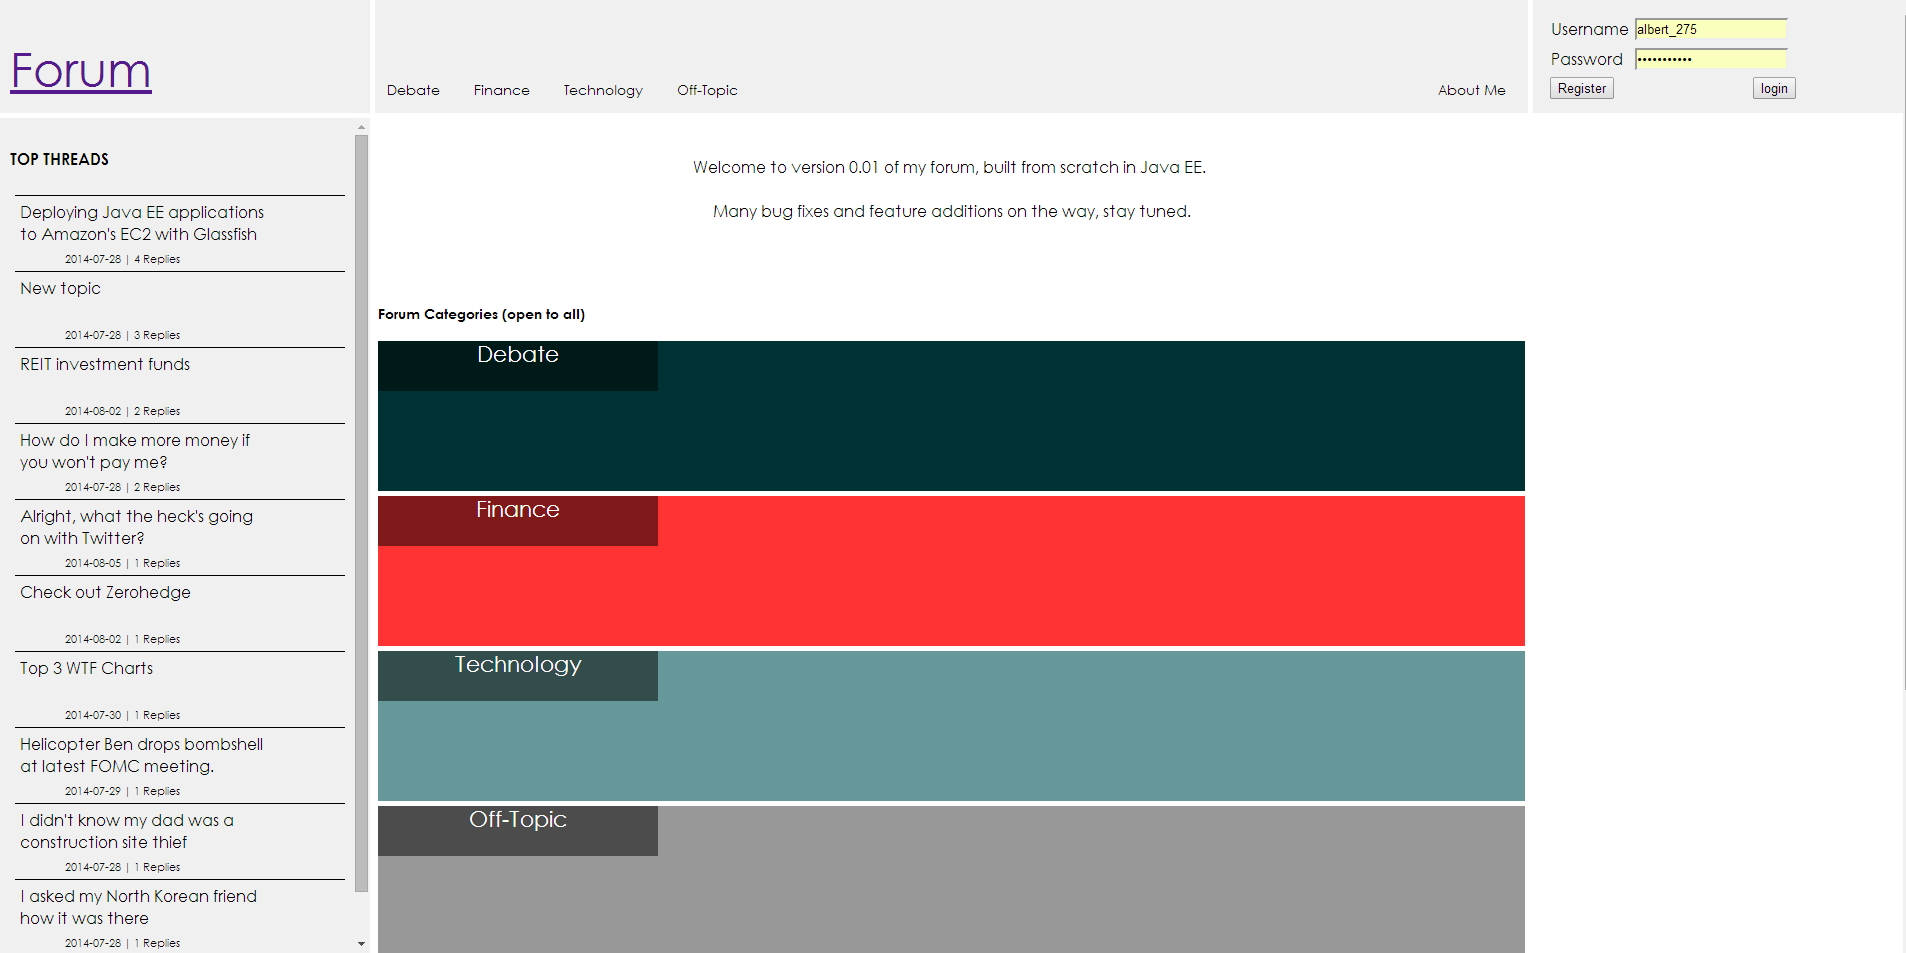 Forum
Debate Finance Technology Off-Topic About Me
Username albert_275
Password •••••••••••
Register login
TOP THREADS
Deploying Java EE applications
to Amazon's EC2 with Glassfish
2014-07-28 | 4 Replies
New topic
2014-07-28 | 3 Replies
REIT investment funds
2014-08-02 | 2 Replies
How do I make more money if
you won't pay me?
2014-07-28 | 2 Replies
Alright, what the heck's going
on with Twitter?
2014-08-05 | 1 Replies
Check out Zerohedge
2014-08-02 | 1 Replies
Top 3 WTF Charts
2014-07-30 | 1 Replies
Helicopter Ben drops bombshell
at latest FOMC meeting.
2014-07-29 | 1 Replies
I didn't know my dad was a
construction site thief
2014-07-28 | 1 Replies
I asked my North Korean friend
how it was there
2014-07-28 | 1 Replies
Welcome to version 0.01 of my forum, built from scratch in Java EE.
Many bug fixes and feature additions on the way, stay tuned.
Forum Categories (open to all)
Debate
Finance
Technology
Off-Topic